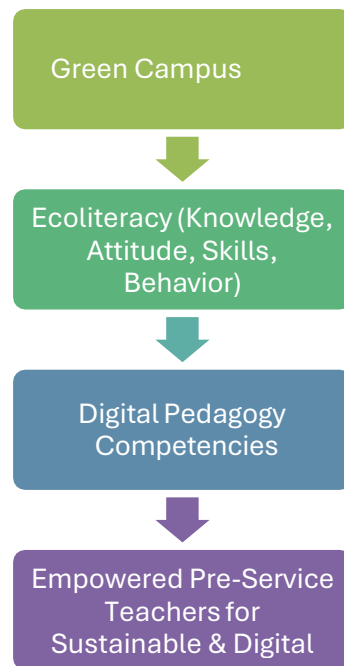 Green Campus
Ecoliteracy (Knowledge,
Attitude, Skills,
Behavior)
Digital Pedagogy
Competencies
Empowered Pre-Service
Teachers for
Sustainable & Digital